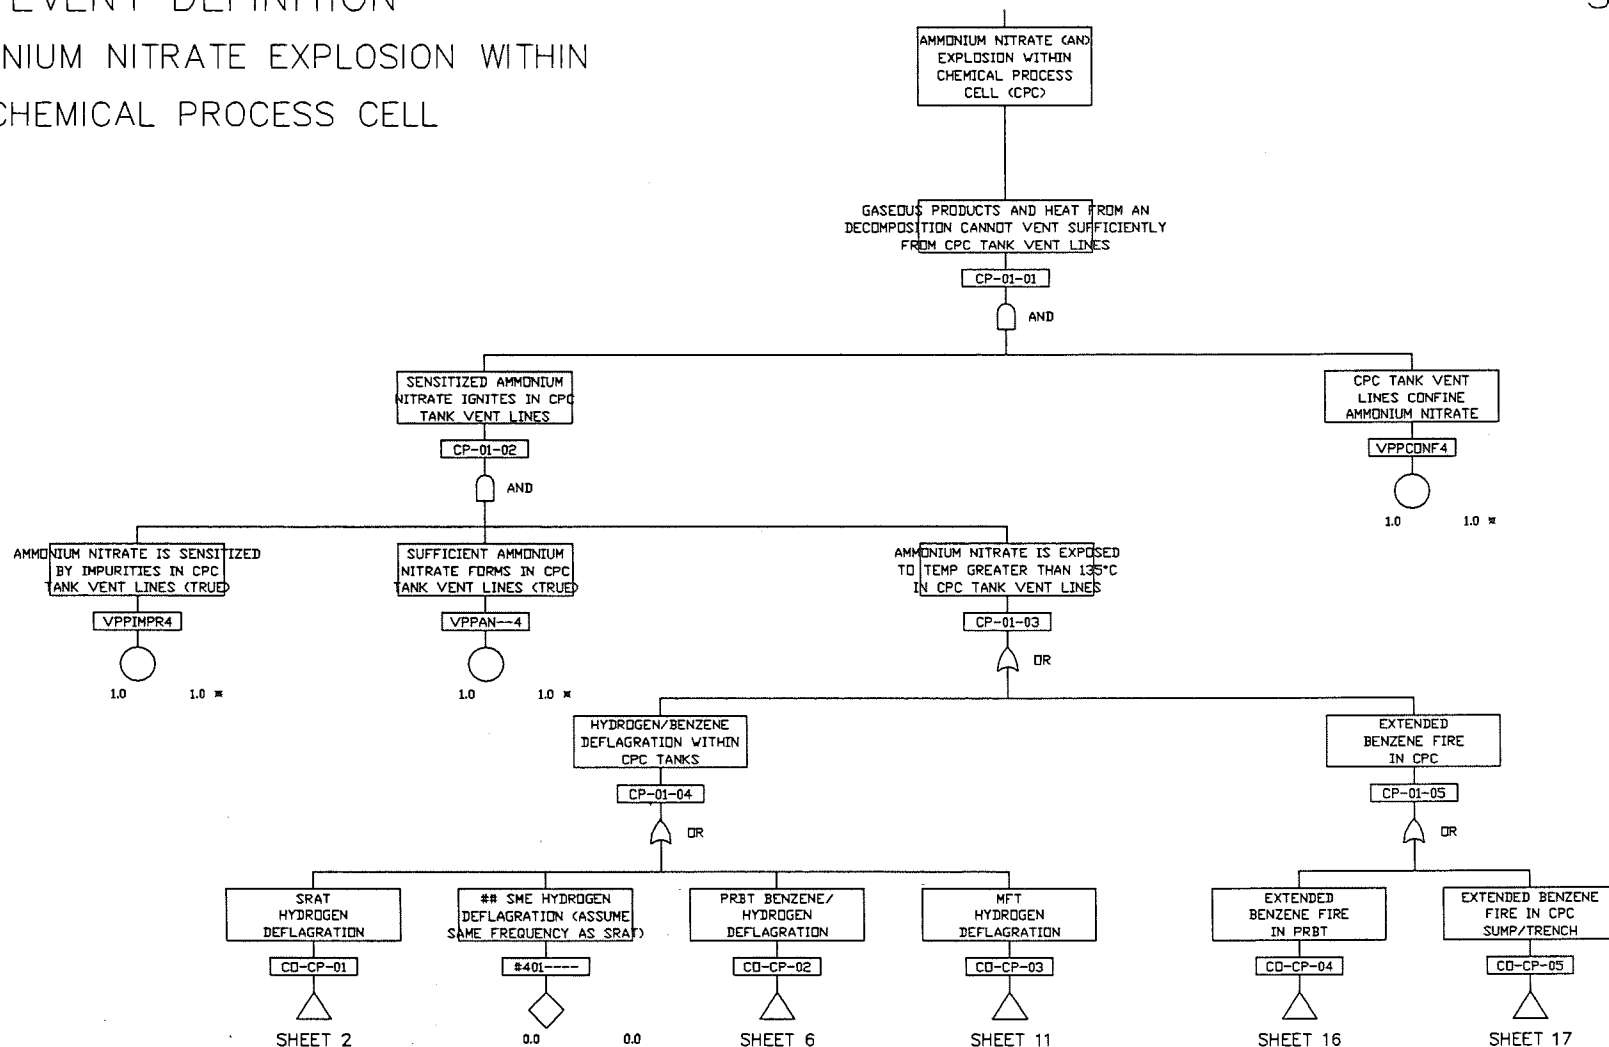 EVENT DEFINITION
NIUM NITRATE EXPLOSION WITHIN
CHEMICAL PROCESS CELL
AMMONIUM NITRATE (AN)
EXPLOSION WITHIN
CHEMICAL PROCESS
CELL (CPC)
GASEOUS PRODUCTS AND HEAT FROM AN
DECOMPOSITION CANNOT VENT SUFFICIENTLY
FROM CPC TANK VENT LINES
CP-01-01
AND
SENSITIZED AMMONIUM
NITRATE IGNITES IN CPC
TANK VENT LINES
CP-01-02
AND
CPC TANK VENT
LINES CONFINE
AMMONIUM NITRATE
VPPCONF4
1.0 1.0 *
AMMONIUM NITRATE IS SENSITIZED
BY IMPURITIES IN CPC
TANK VENT LINES (TRUE)
VPPIMPR4
1.0 1.0 *
SUFFICIENT AMMONIUM
NITRATE FORMS IN CPC
TANK VENT LINES (TRUE)
VPPAN--4
1.0 1.0 *
AMMONIUM NITRATE IS EXPOSED
TO TEMP GREATER THAN 135°C
IN CPC TANK VENT LINES
CP-01-03
OR
HYDROGEN/BENZENE
DEFLAGRATION WITHIN
CPC TANKS
CP-01-04
OR
EXTENDED
BENZENE FIRE
IN CPC
CP-01-05
OR
SRAT
HYDROGEN
DEFLAGRATION
CO-CP-01
SHEET 2
## SME HYDROGEN
DEFLAGRATION (ASSUME
SAME FREQUENCY AS SRAT)
#401----
0.0 0.0
PRBT BENZENE/
HYDROGEN
DEFLAGRATION
CO-CP-02
SHEET 6
MFT
HYDROGEN
DEFLAGRATION
CO-CP-03
SHEET 11
EXTENDED
BENZENE FIRE
IN PRBT
CO-CP-04
SHEET 16
EXTENDED BENZENE
FIRE IN CPC
SUMP/TRENCH
CO-CP-05
SHEET 17